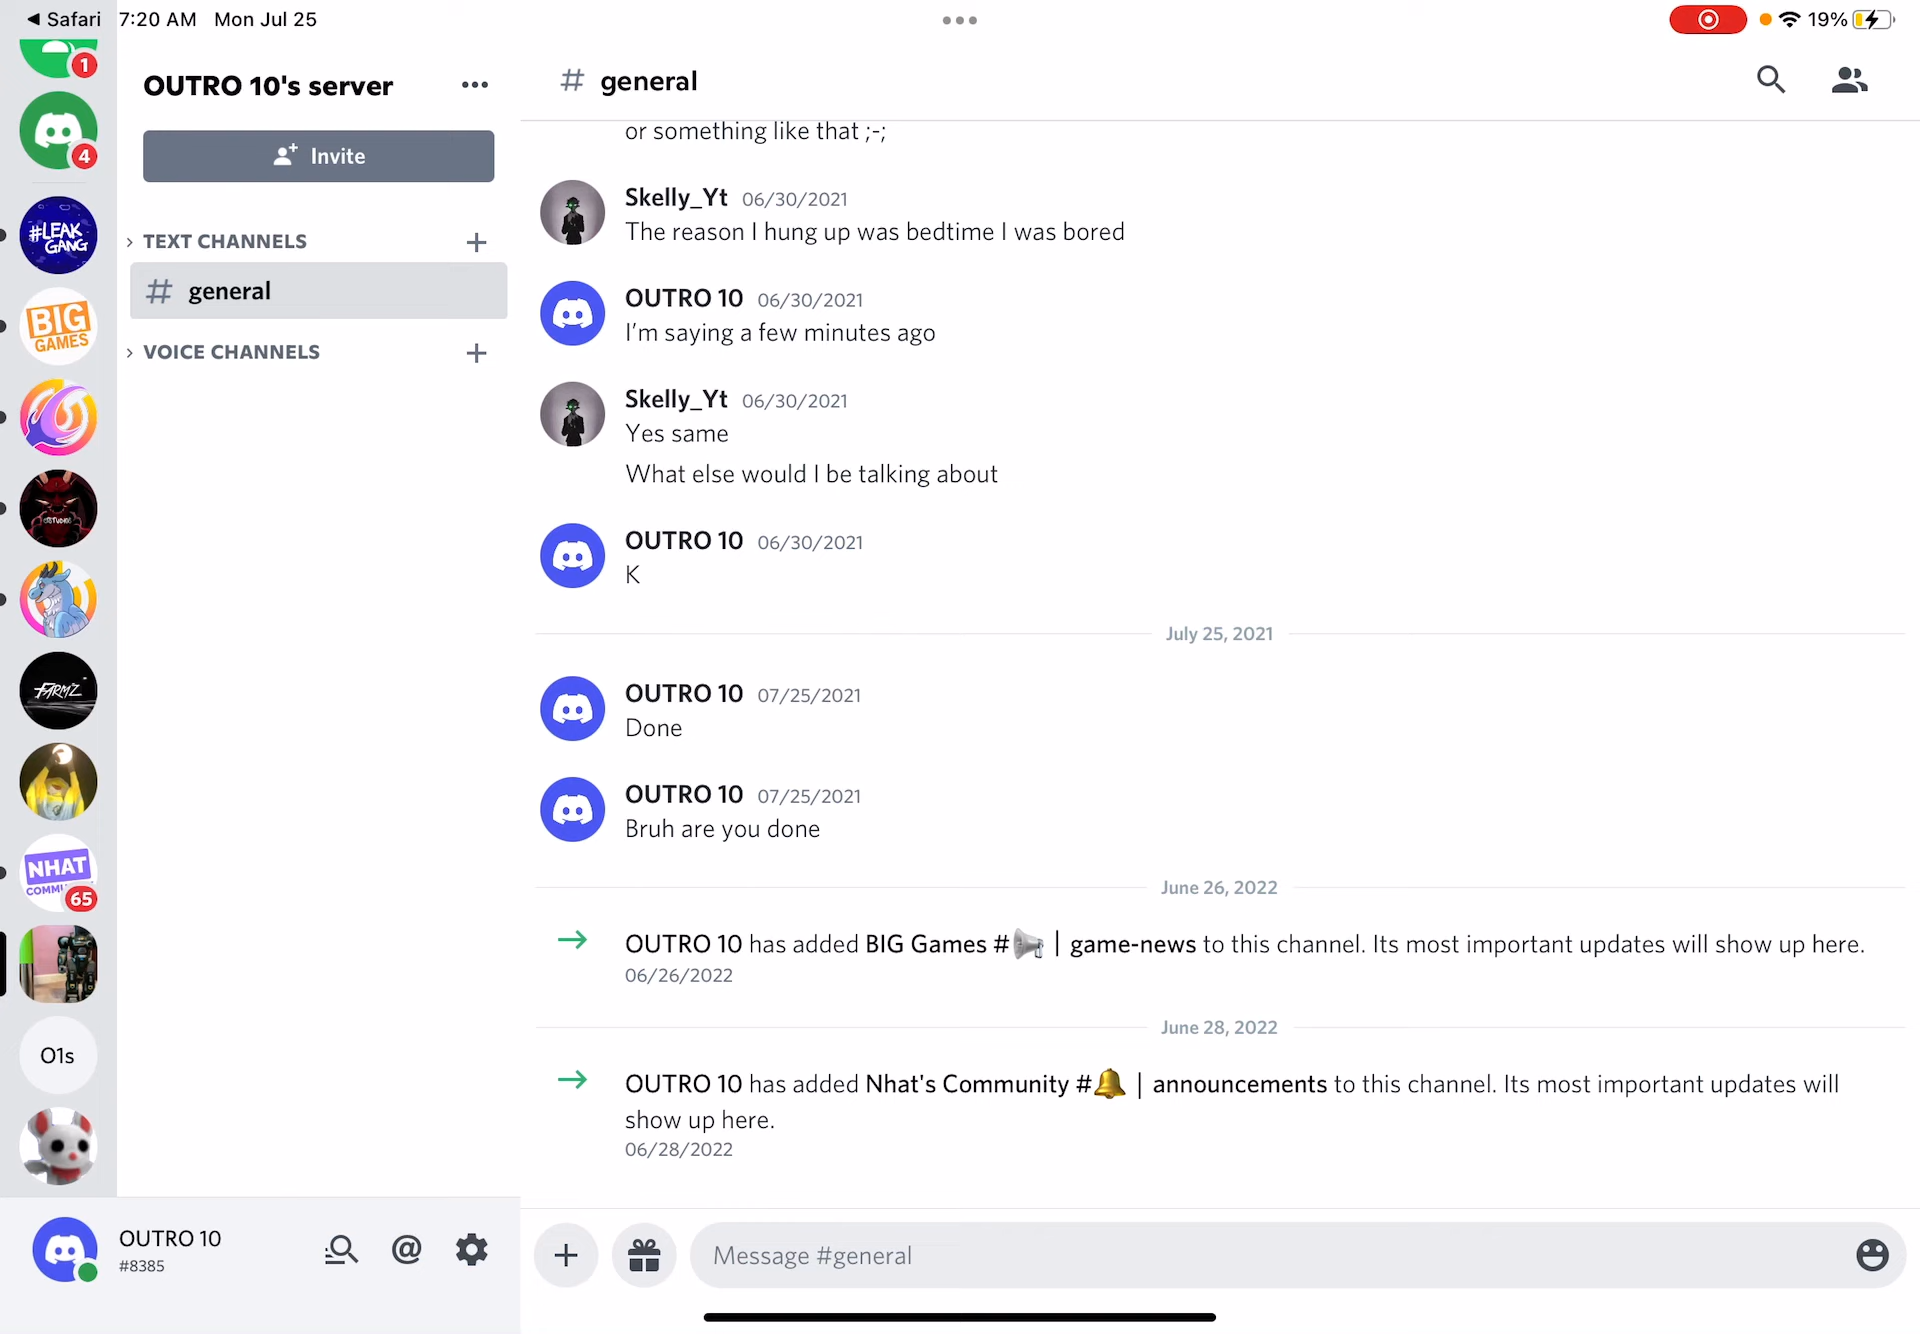 ◀ Safari 7:20 AM Mon Jul 25
19%
1
4
#LEAK
GANG
BIG
GAMES
FARMZ
NHAT
65
O1s
OUTRO 10's server
Invite
TEXT CHANNELS
# general
VOICE CHANNELS
OUTRO 10
#8385
# general
or something like that ;-;
Skelly_Yt 06/30/2021
The reason I hung up was bedtime I was bored
OUTRO 10 06/30/2021
I’m saying a few minutes ago
Skelly_Yt 06/30/2021
Yes same
What else would I be talking about
OUTRO 10 06/30/2021
K
July 25, 2021
OUTRO 10 07/25/2021
Done
OUTRO 10 07/25/2021
Bruh are you done
June 26, 2022
OUTRO 10 has added BIG Games #📢 | game-news to this channel. Its most important updates will show up here.
06/26/2022
June 28, 2022
OUTRO 10 has added Nhat's Community #🔔 | announcements to this channel. Its most important updates will
show up here.
06/28/2022
Message #general